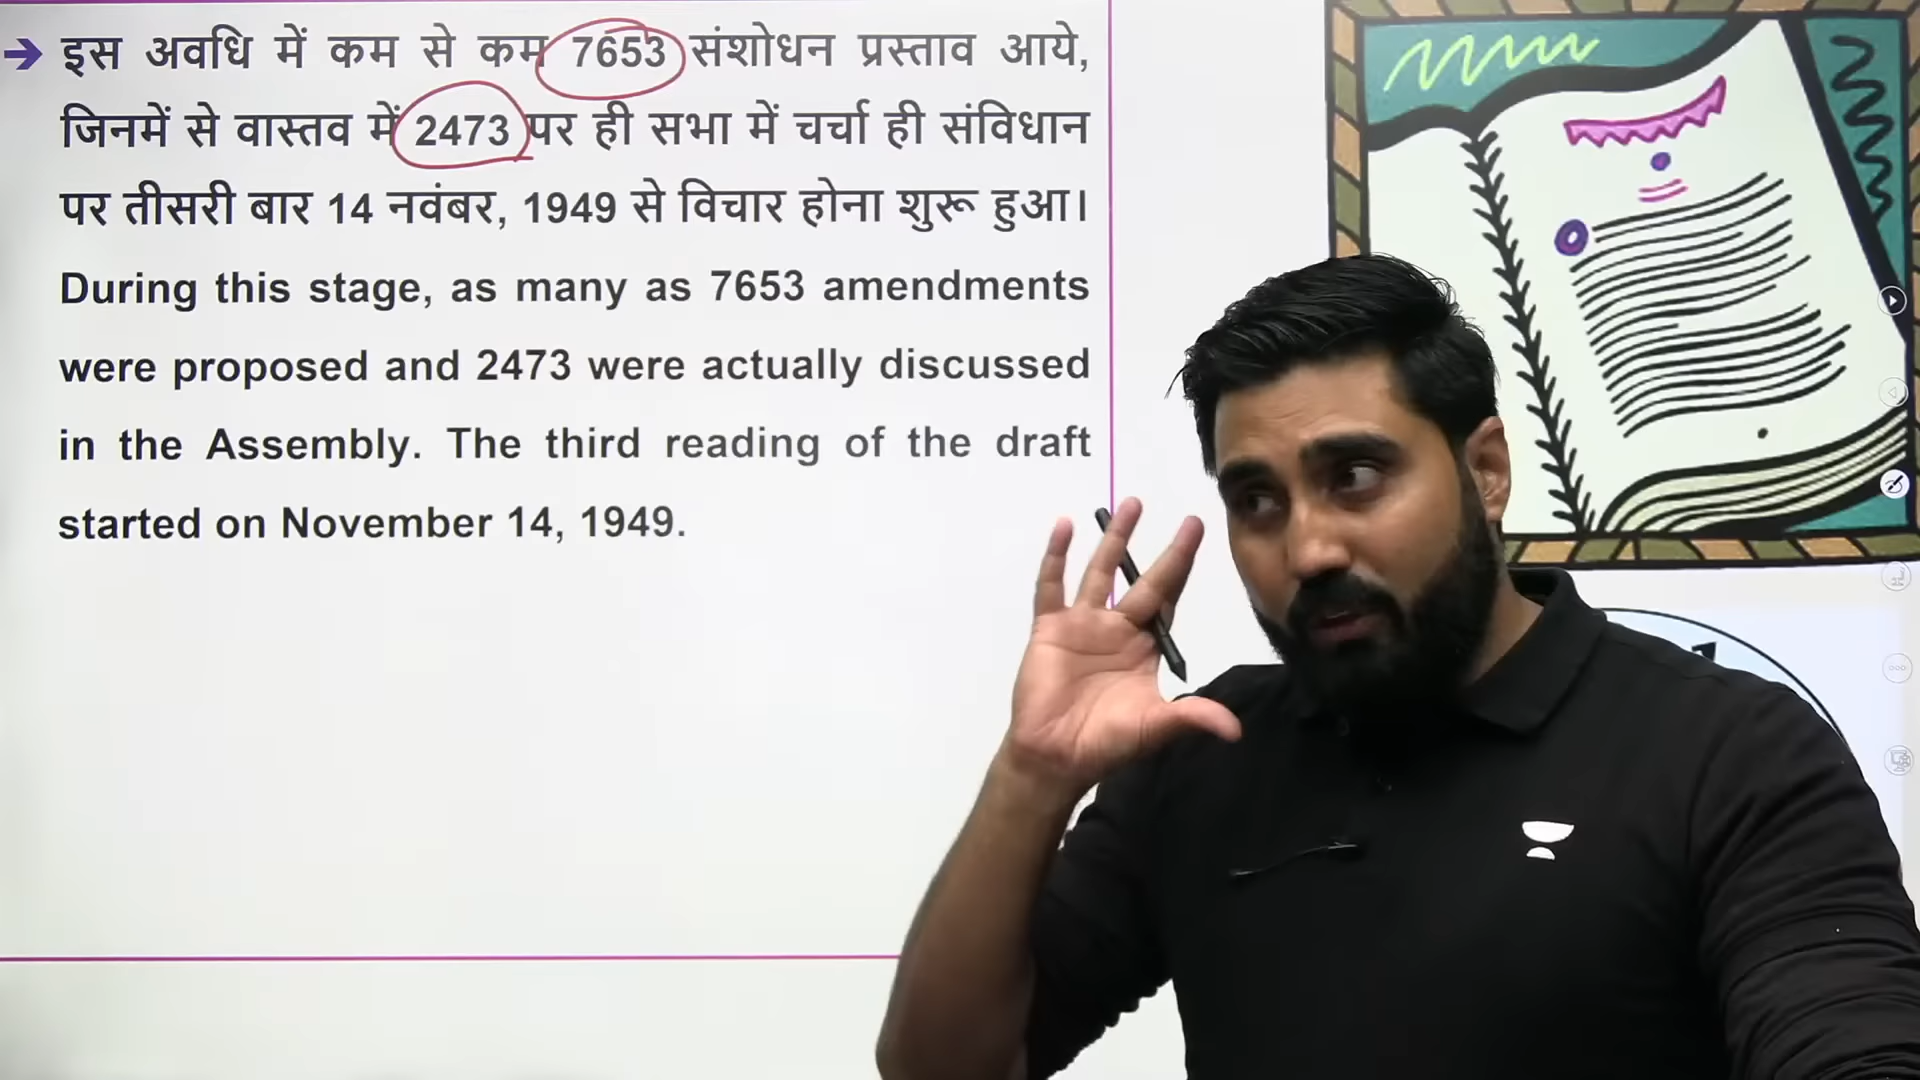 इस अवधि में कम से कम 7653 संशोधन प्रस्ताव आये,
जिनमें से वास्तव में 2473 पर ही सभा में चर्चा ही संविधान
पर तीसरी बार 14 नवंबर, 1949 से विचार होना शुरू हुआ।
During this stage, as many as 7653 amendments
were proposed and 2473 were actually discussed
in the Assembly. The third reading of the draft
started on November 14, 1949.